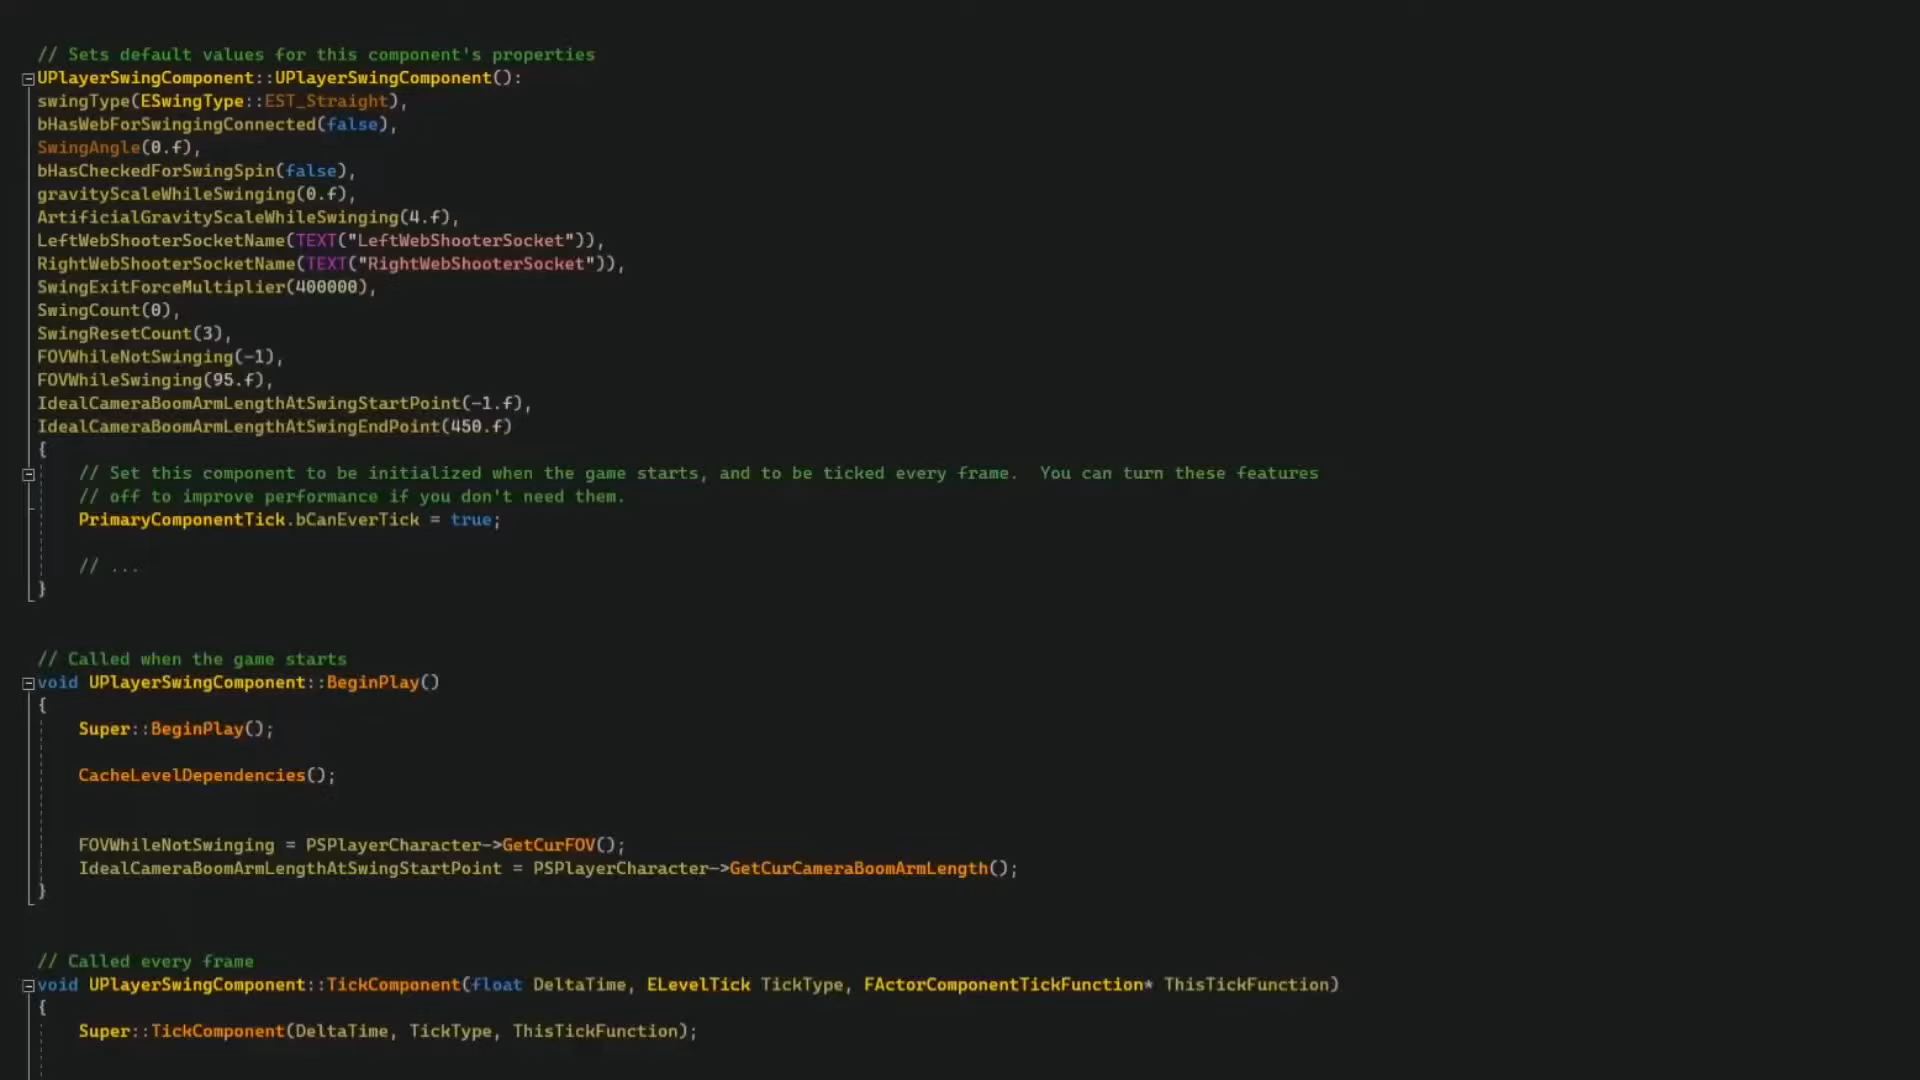 // Sets default values for this component's properties
UPlayerSwingComponent::UPlayerSwingComponent():
swingType(ESwingType::EST_Straight),
bHasWebForSwingingConnected(false),
SwingAngle(0.f),
bHasCheckedForSwingSpin(false),
gravityScaleWhileSwinging(0.f),
ArtificialGravityScaleWhileSwinging(4.f),
LeftWebShooterSocketName(TEXT("LeftWebShooterSocket")),
RightWebShooterSocketName(TEXT("RightWebShooterSocket")),
SwingExitForceMultiplier(400000),
SwingCount(0),
SwingResetCount(3),
FOVWhileNotSwinging(-1),
FOVWhileSwinging(95.f),
IdealCameraBoomArmLengthAtSwingStartPoint(-1.f),
IdealCameraBoomArmLengthAtSwingEndPoint(450.f)
{
    // Set this component to be initialized when the game starts, and to be ticked every frame.  You can turn these features
    // off to improve performance if you don't need them.
    PrimaryComponentTick.bCanEverTick = true;
    // ...
}
// Called when the game starts
void UPlayerSwingComponent::BeginPlay()
{
    Super::BeginPlay();
    CacheLevelDependencies();
    FOVWhileNotSwinging = PSPlayerCharacter->GetCurFOV();
    IdealCameraBoomArmLengthAtSwingStartPoint = PSPlayerCharacter->GetCurCameraBoomArmLength();
}
// Called every frame
void UPlayerSwingComponent::TickComponent(float DeltaTime, ELevelTick TickType, FActorComponentTickFunction* ThisTickFunction)
{
    Super::TickComponent(DeltaTime, TickType, ThisTickFunction);